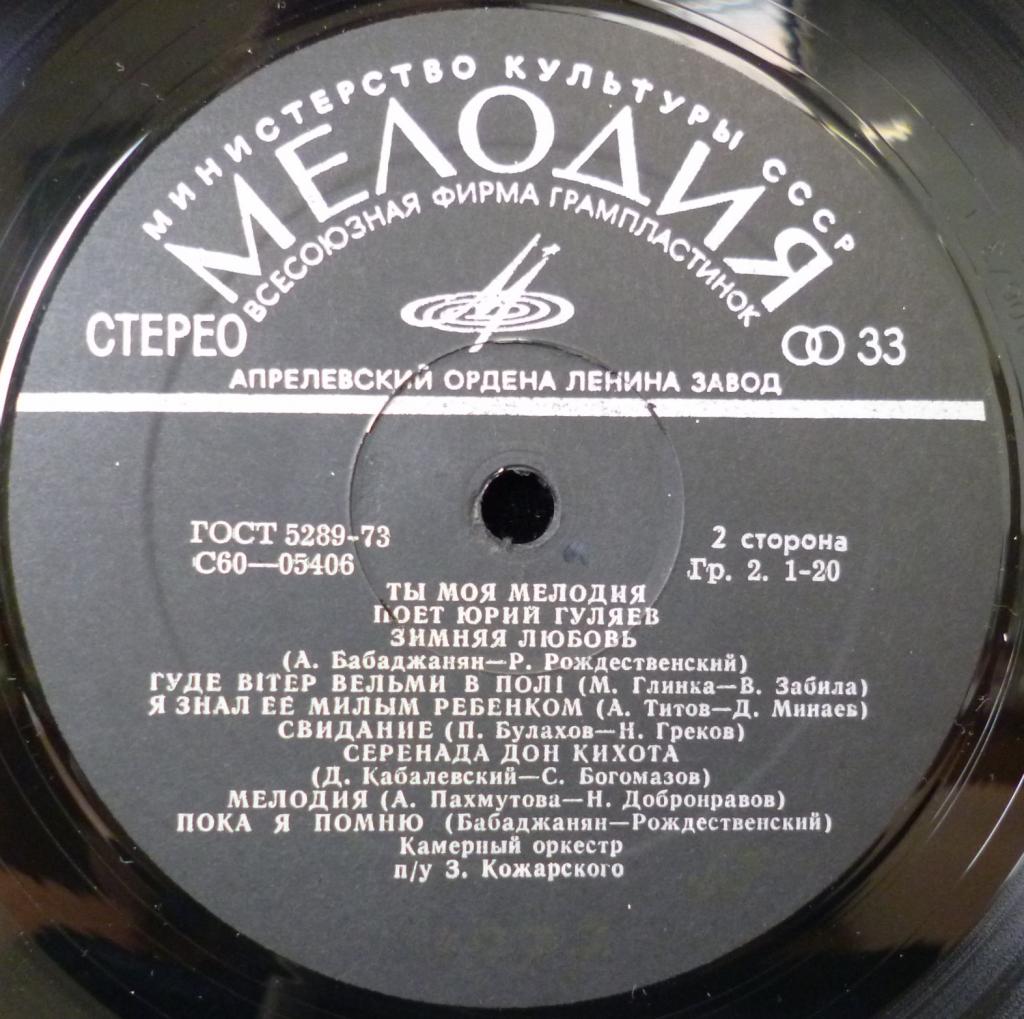 МИНИСТЕРСТВО КУЛЬТУРЫ СССР
МЕЛОДИЯ
ВСЕСОЮЗНАЯ ФИРМА ГРАМПЛАСТИНОК
СТЕРЕО
33
АПРЕЛЕВСКИЙ ОРДЕНА ЛЕНИНА ЗАВОД
ГОСТ 5289-73
2 сторона
С60—05406
Гр. 2. 1-20
ТЫ МОЯ МЕЛОДИЯ
ПОЕТ ЮРИЙ ГУЛЯЕВ
ЗИМНЯЯ ЛЮБОВЬ
(А. Бабаджанян—Р. Рождественский)
ГУДЕ ВІТЕР ВЕЛЬМИ В ПОЛІ (М. Глинка—В. Забила)
Я ЗНАЛ ЕЕ МИЛЫМ РЕБЕНКОМ (А. Титов—Д. Минаев)
СВИДАНИЕ (П. Булахов—Н. Греков)
СЕРЕНАДА ДОН КИХОТА
(Д. Кабалевский—С. Богомазов)
МЕЛОДИЯ (А. Пахмутова—Н. Добронравов)
ПОКА Я ПОМНЮ (Бабаджанян—Рождественский)
Камерный оркестр
п/у З. Кожарского